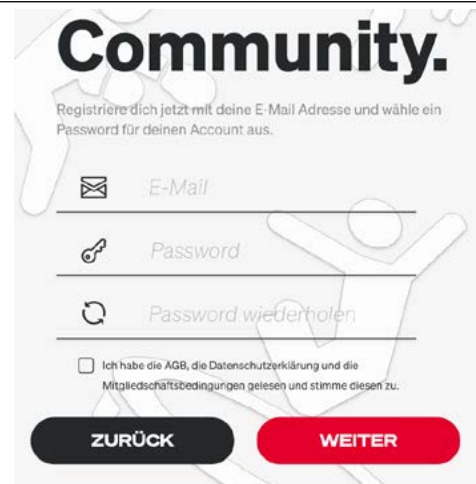 Community.
Registriere dich jetzt mit deine E-Mail Adresse und wähle ein
Password für deinen Account aus.
E-Mail
Password
Password wiederholen
Ich habe die AGB, die Datenschutzerklärung und die
Mitgliedschaftsbedingungen gelesen und stimme diesen zu.
ZURÜCK WEITER